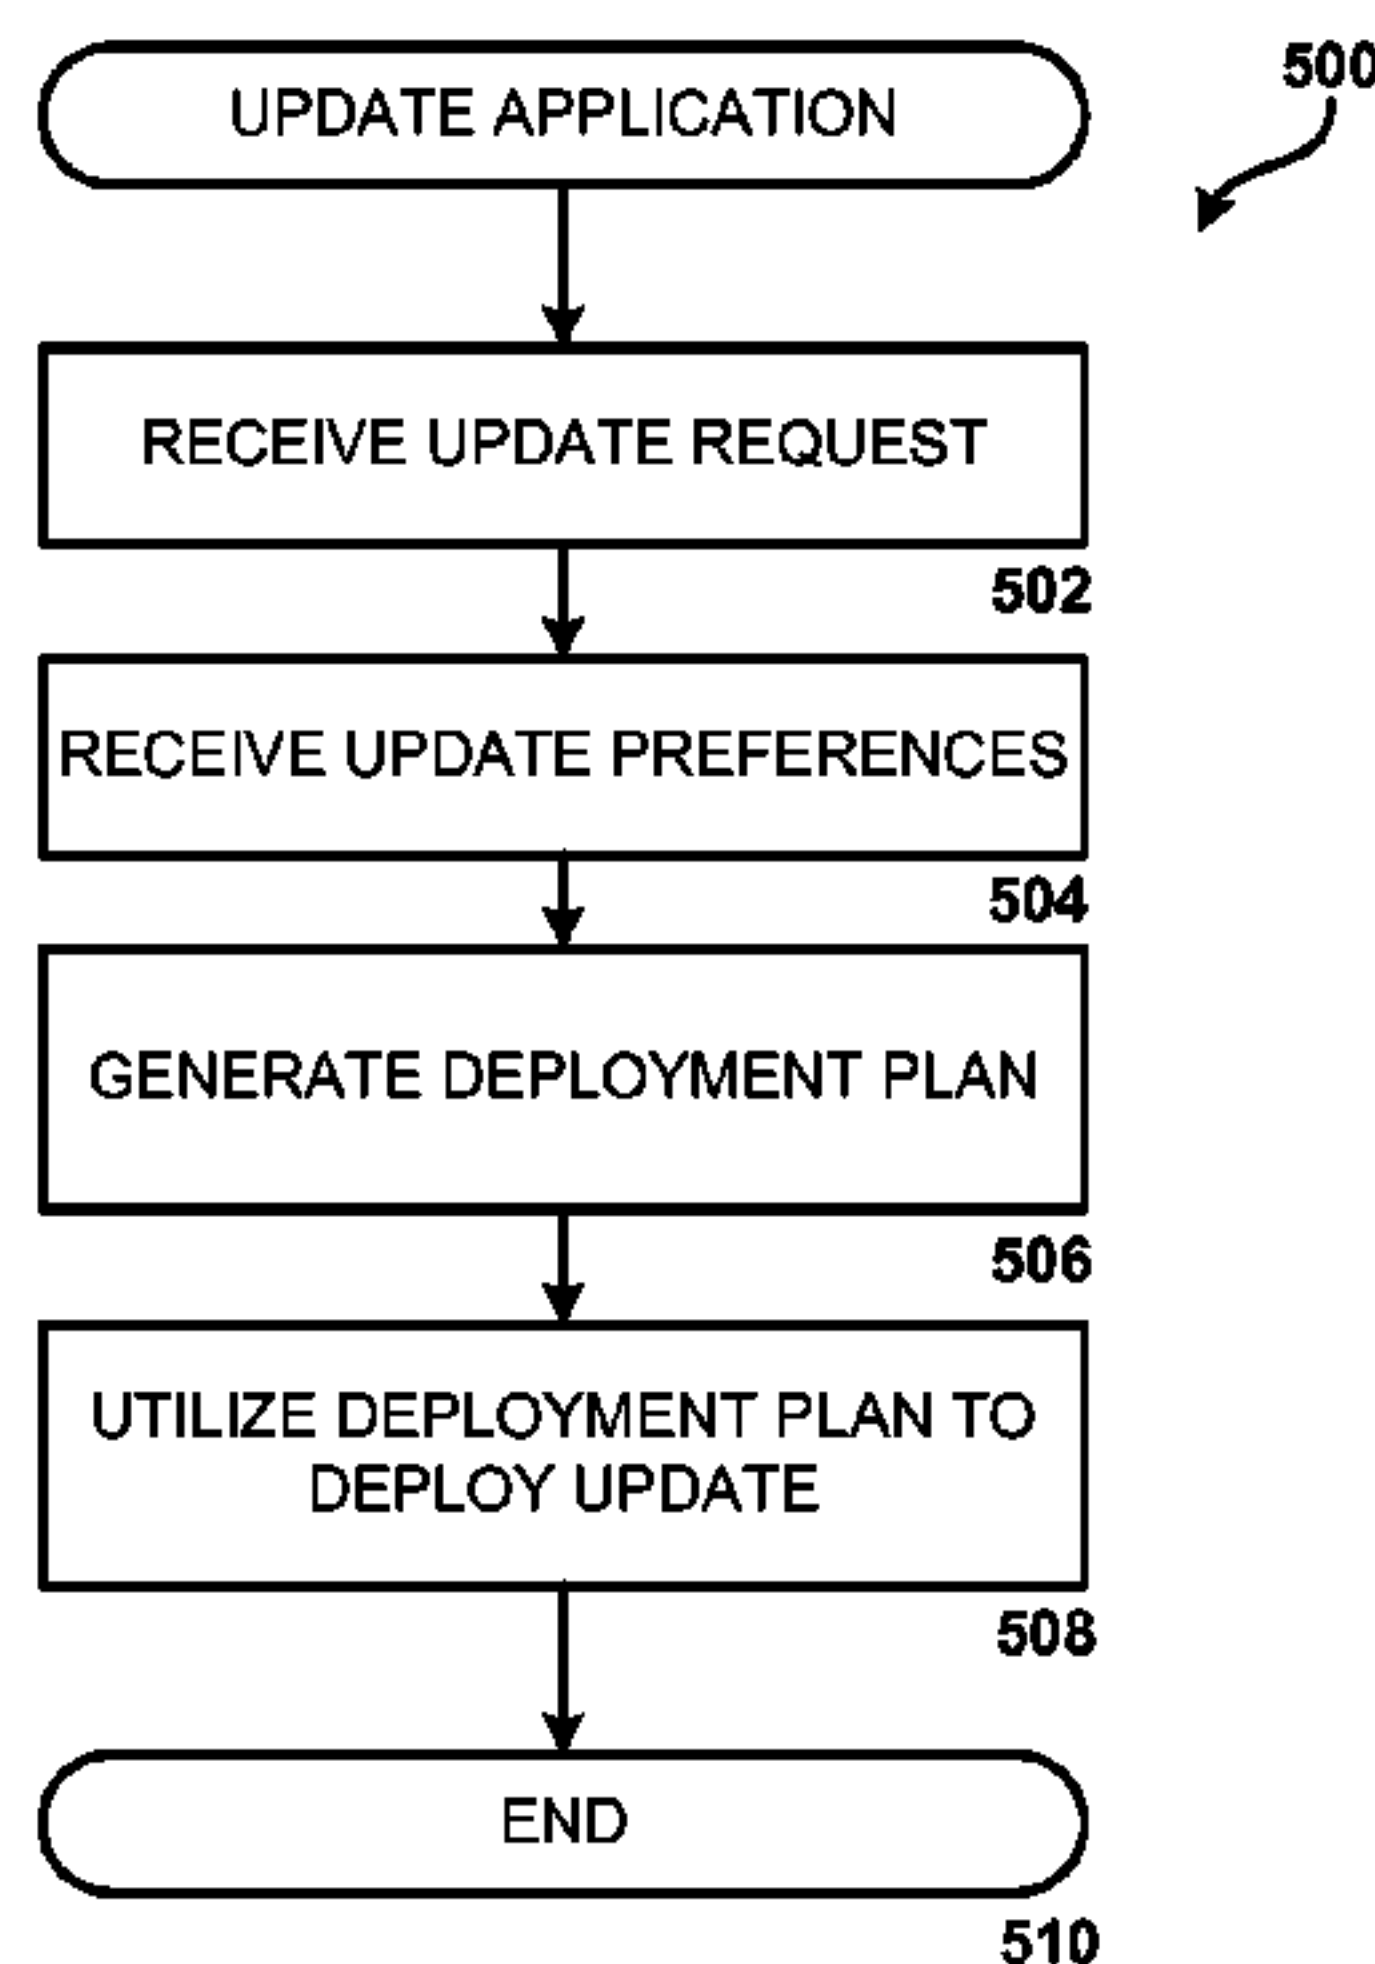 UPDATE APPLICATION
500
RECEIVE UPDATE REQUEST
502
RECEIVE UPDATE PREFERENCES
504
GENERATE DEPLOYMENT PLAN
506
UTILIZE DEPLOYMENT PLAN TO
DEPLOY UPDATE
508
END
510